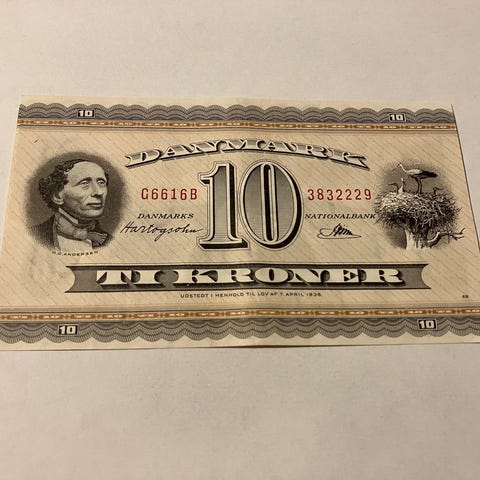 10 10
DANMARK
G6616B 10 3832229
DANMARKS NATIONALBANK
Hartogsohn
H.C. ANDERSEN
TI KRONER
UDSTEDT I HENHOLD TIL LOV AF 7. APRIL 1936.
10 10